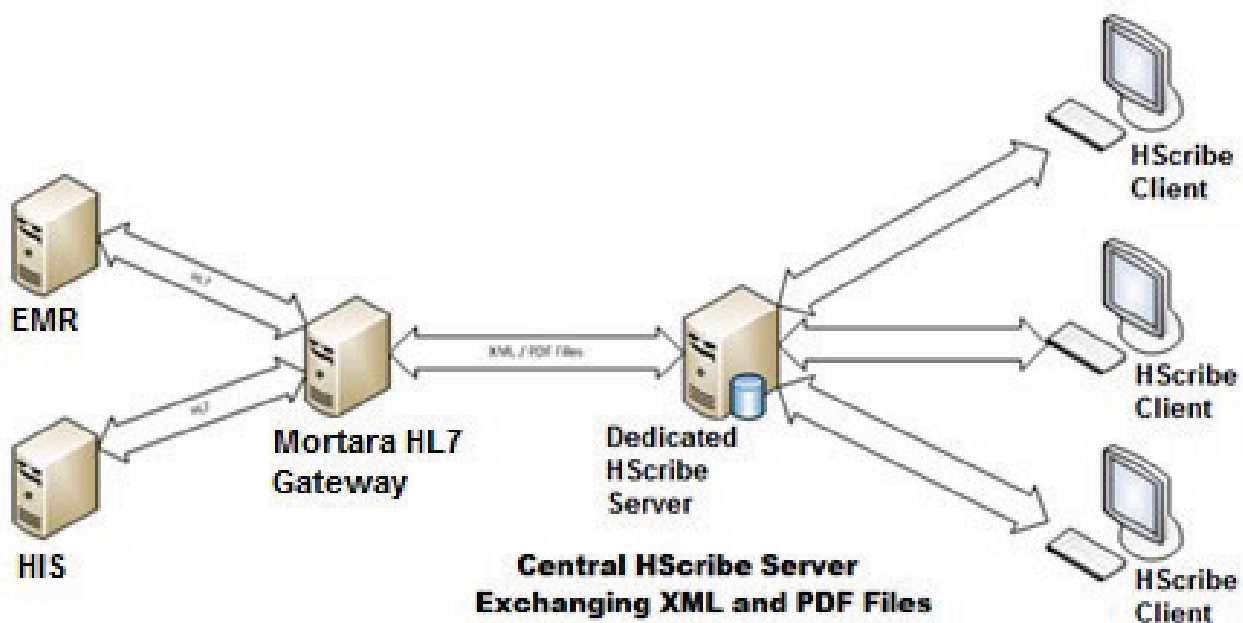 HScribe
Client
EMR
HL7
HIS
HL7
Mortara HL7
Gateway
XML / PDF Files
Dedicated
HScribe
Server
HScribe
Client
HScribe
Client
Central HScribe Server
Exchanging XML and PDF Files